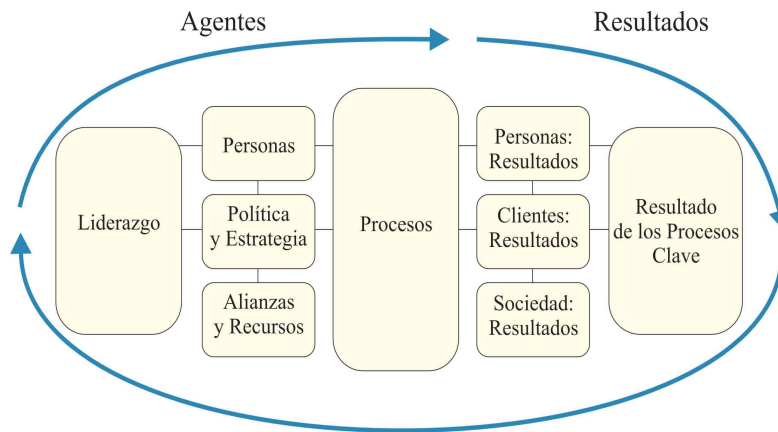 Agentes
Resultados
Liderazgo
Personas
Política
y Estrategia
Alianzas
y Recursos
Procesos
Personas:
Resultados
Clientes:
Resultados
Sociedad:
Resultados
Resultado
de los Procesos
Clave